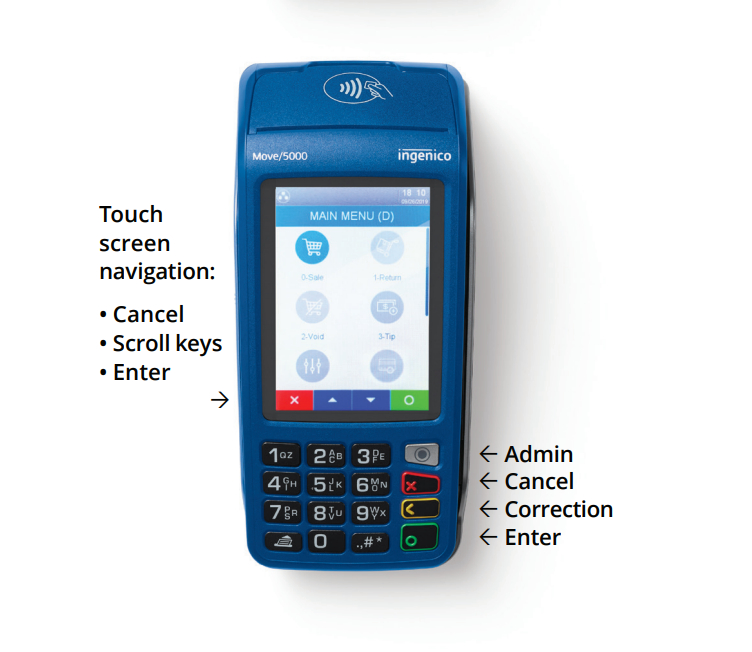 Move/5000
ingenico
18 10
MAIN MENU (D)
0-Sale
1-Return
2-Void
3-Tip
Touch
screen
navigation:
• Cancel
• Scroll keys
• Enter
→
1QZ 2ABC 3DEF
4GHI 5JKL 6MNO
7PRS 8TUV 9WXY
0 .,#*
← Admin
← Cancel
← Correction
← Enter